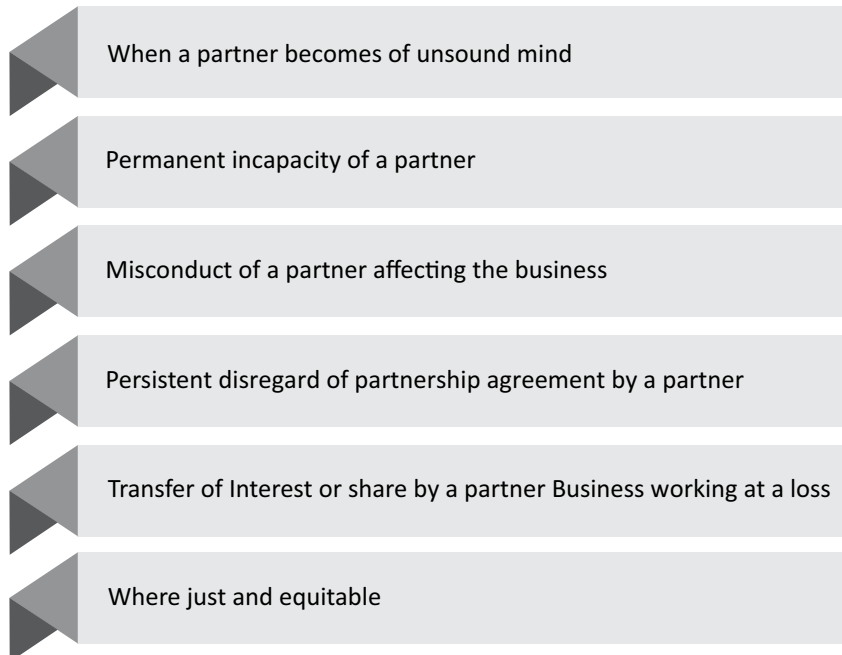 When a partner becomes of unsound mind
Permanent incapacity of a partner
Misconduct of a partner affecting the business
Persistent disregard of partnership agreement by a partner
Transfer of Interest or share by a partner Business working at a loss
Where just and equitable